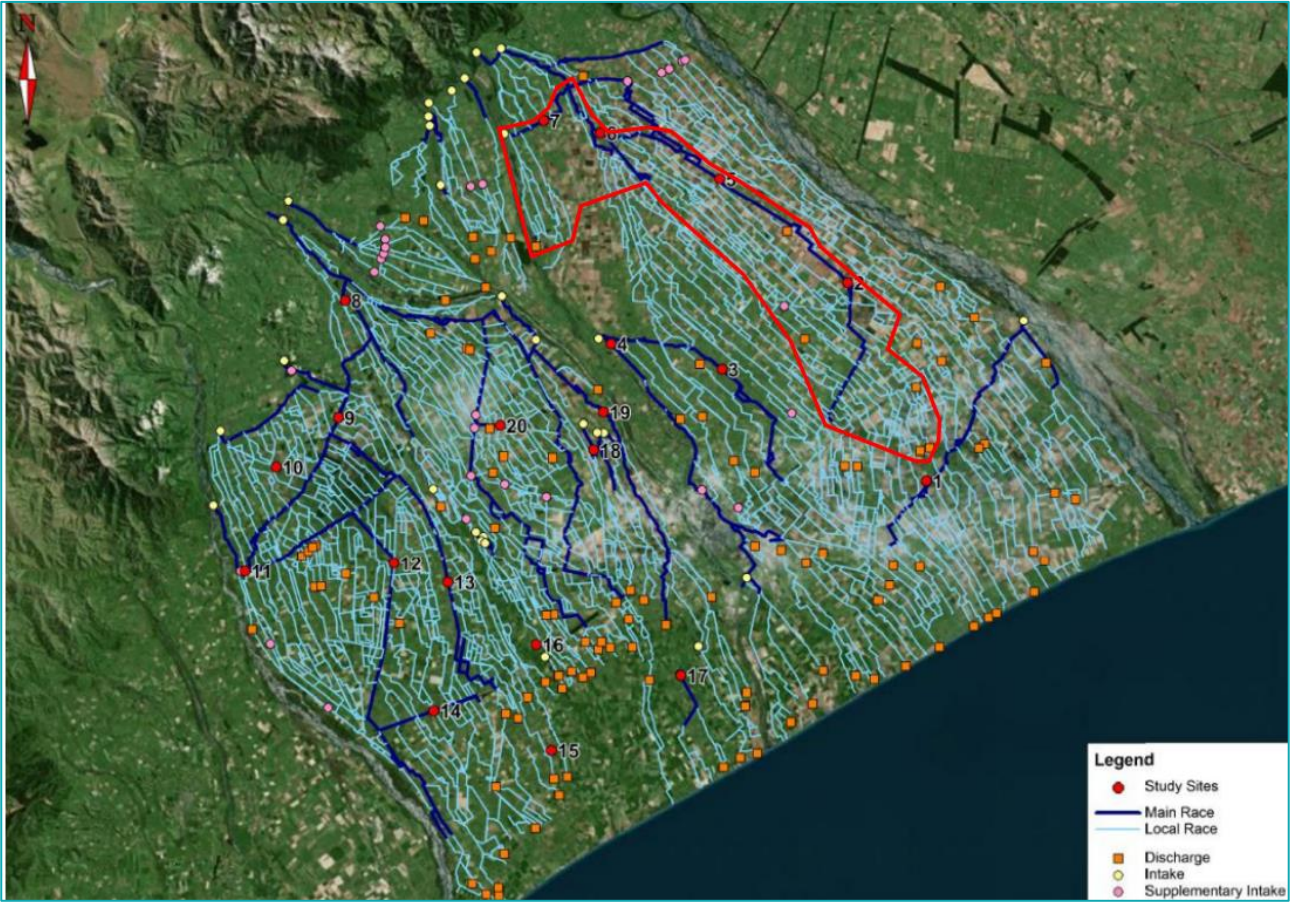 N
7
6
5
2
8
4
3
9
19
20
18
10
1
11
12
13
16
17
14
15
Legend
Study Sites
Main Race
Local Race
Discharge
Intake
Supplementary Intake